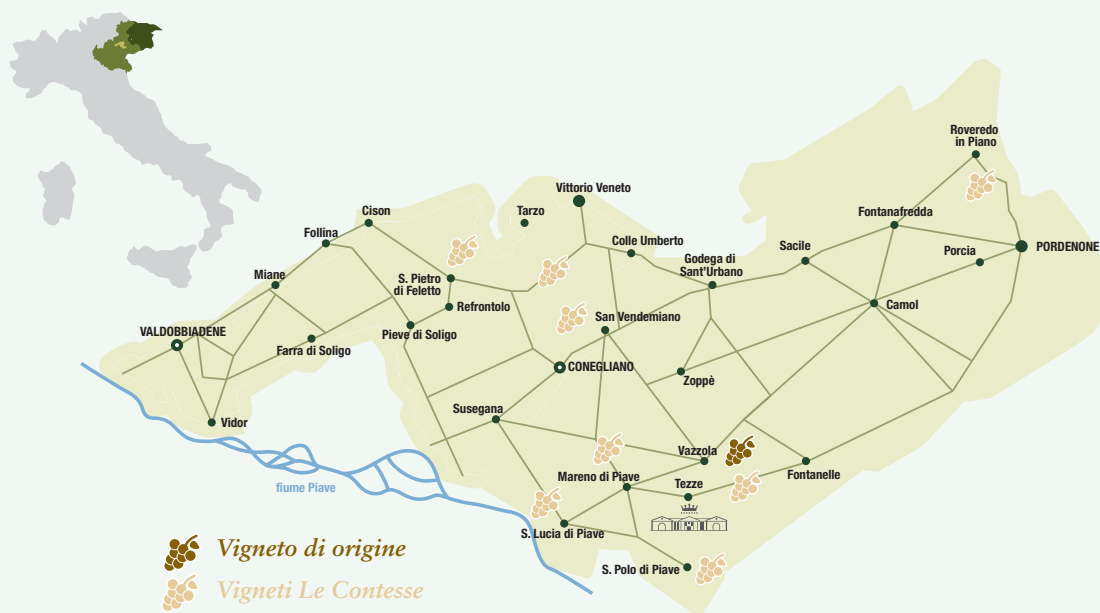 Roveredo
in Piano
Vittorio Veneto
Cison
Tarzo
Fontanafredda
Follina
Colle Umberto
Sacile
Porcia
PORDENONE
Godega di
Sant'Urbano
Miane
S. Pietro
di Feletto
Refrontolo
Camol
San Vendemiano
VALDOBBIADENE
Pieve di Soligo
Farra di Soligo
CONEGLIANO
Zoppè
Susegana
Vidor
Vazzola
Mareno di Piave
Tezze
Fontanelle
fiume Piave
S. Lucia di Piave
S. Polo di Piave
Vigneto di origine
Vigneti Le Contesse